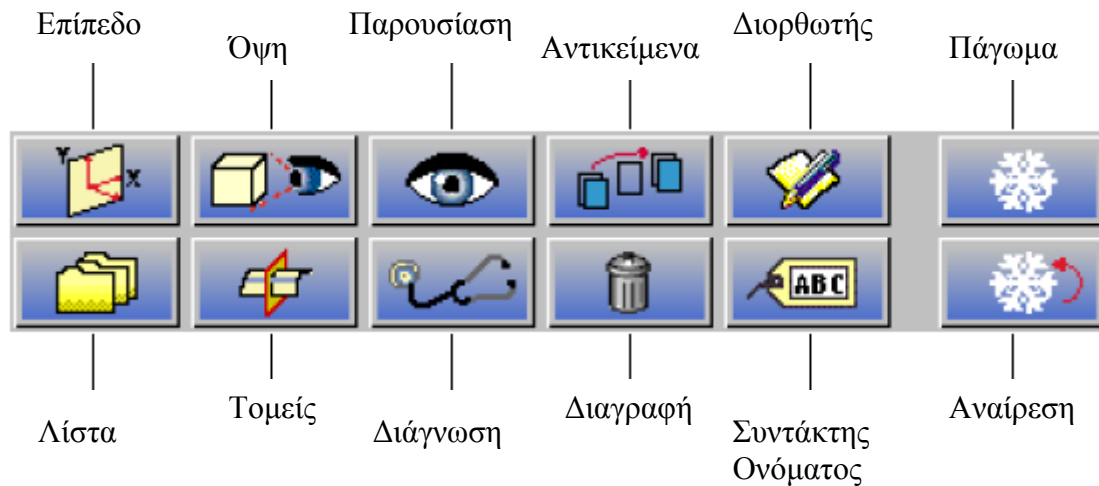 Επίπεδο
Όψη
Παρουσίαση
Αντικείμενα
Διορθωτής
Πάγωμα
Y
X
ABC
Λίστα
Τομείς
Διάγνωση
Διαγραφή
Συντάκτης
Ονόματος
Αναίρεση